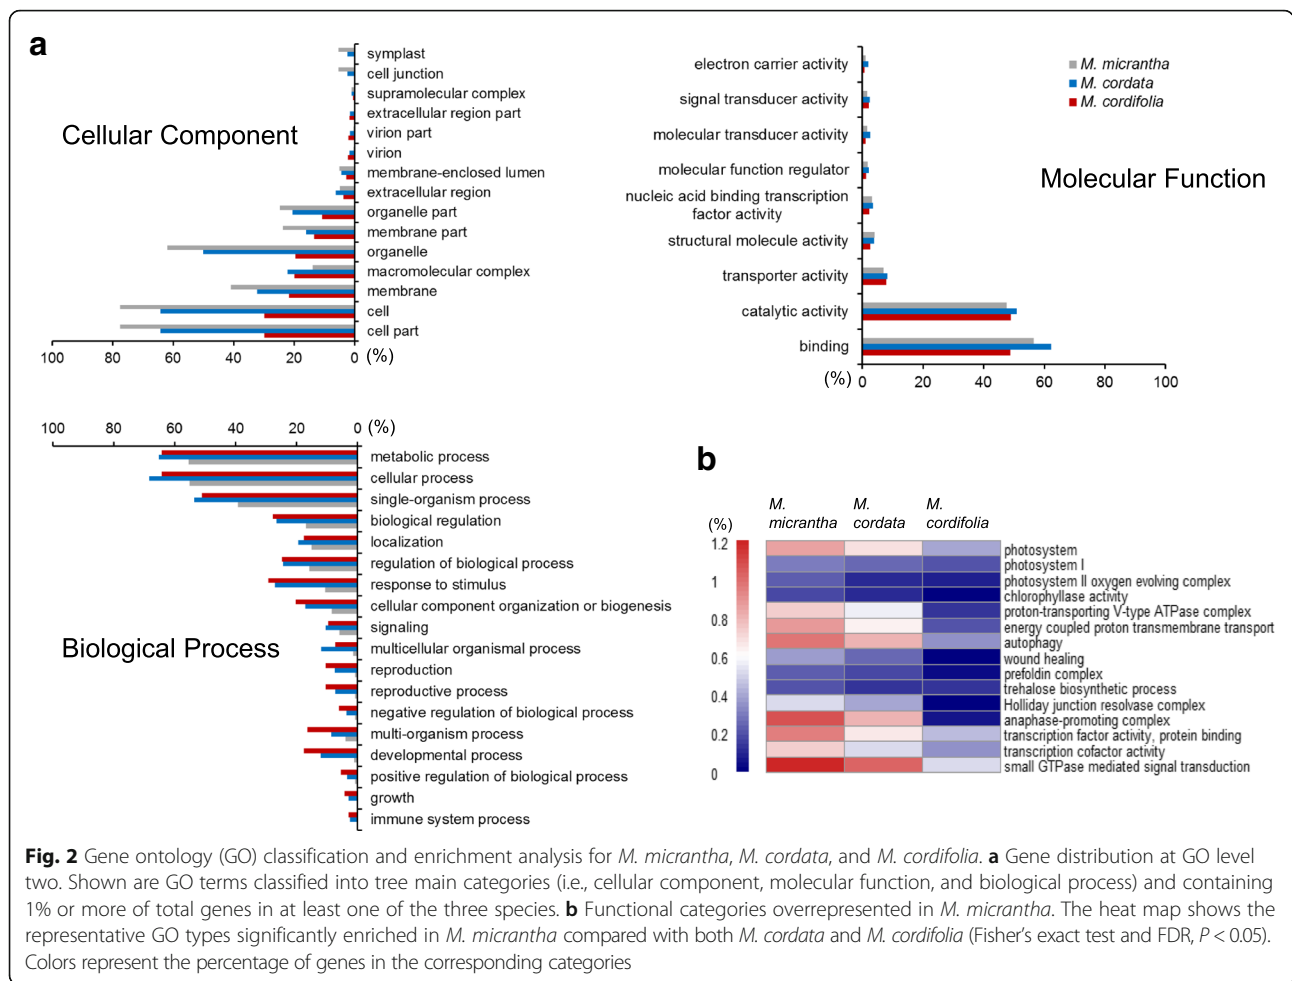 a
symplast
cell junction
supramolecular complex
extracellular region part
virion part
virion
membrane-enclosed lumen
extracellular region
organelle part
membrane part
organelle
macromolecular complex
membrane
cell
cell part
Cellular Component
100 80 60 40 20 0 (%)
electron carrier activity
signal transducer activity
molecular transducer activity
molecular function regulator
nucleic acid binding transcription
factor activity
structural molecule activity
transporter activity
catalytic activity
binding
M. micrantha
M. cordata
M. cordifolia
Molecular Function
(%) 0 20 40 60 80 100
100 80 60 40 20 0 (%)
metabolic process
cellular process
single-organism process
biological regulation
localization
regulation of biological process
response to stimulus
cellular component organization or biogenesis
signaling
multicellular organismal process
reproduction
reproductive process
negative regulation of biological process
multi-organism process
developmental process
positive regulation of biological process
growth
immune system process
Biological Process
b
M. micrantha
M. cordata
M. cordifolia
(%)
1.2
1
0.8
0.6
0.4
0.2
0
photosystem
photosystem I
photosystem II oxygen evolving complex
chlorophyllase activity
proton-transporting V-type ATPase complex
energy coupled proton transmembrane transport
autophagy
wound healing
prefoldin complex
trehalose biosynthetic process
Holliday junction resolvase complex
anaphase-promoting complex
transcription factor activity, protein binding
transcription cofactor activity
small GTPase mediated signal transduction
Fig. 2 Gene ontology (GO) classification and enrichment analysis for M. micrantha, M. cordata, and M. cordifolia. a Gene distribution at GO level
two. Shown are GO terms classified into tree main categories (i.e., cellular component, molecular function, and biological process) and containing
1% or more of total genes in at least one of the three species. b Functional categories overrepresented in M. micrantha. The heat map shows the
representative GO types significantly enriched in M. micrantha compared with both M. cordata and M. cordifolia (Fisher's exact test and FDR, P < 0.05).
Colors represent the percentage of genes in the corresponding categories